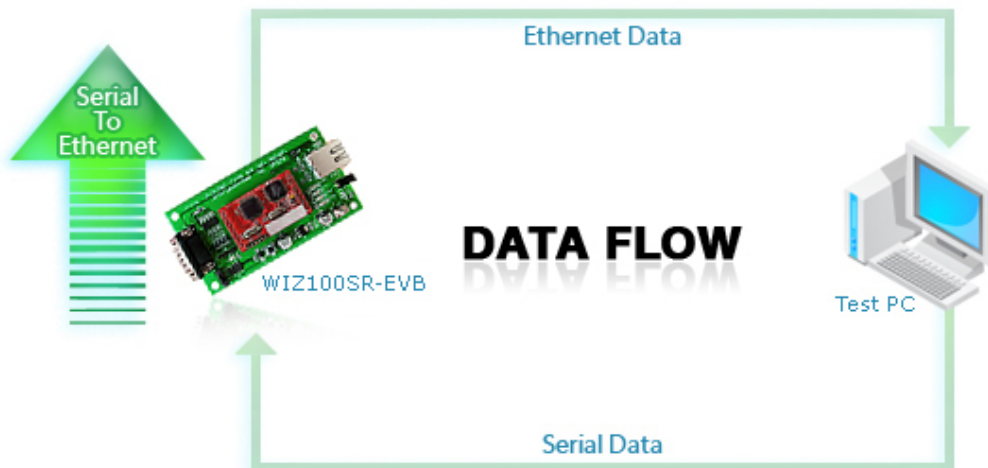 Ethernet Data
Serial
To
Ethernet
DATA FLOW
WIZ100SR-EVB
Test PC
Serial Data